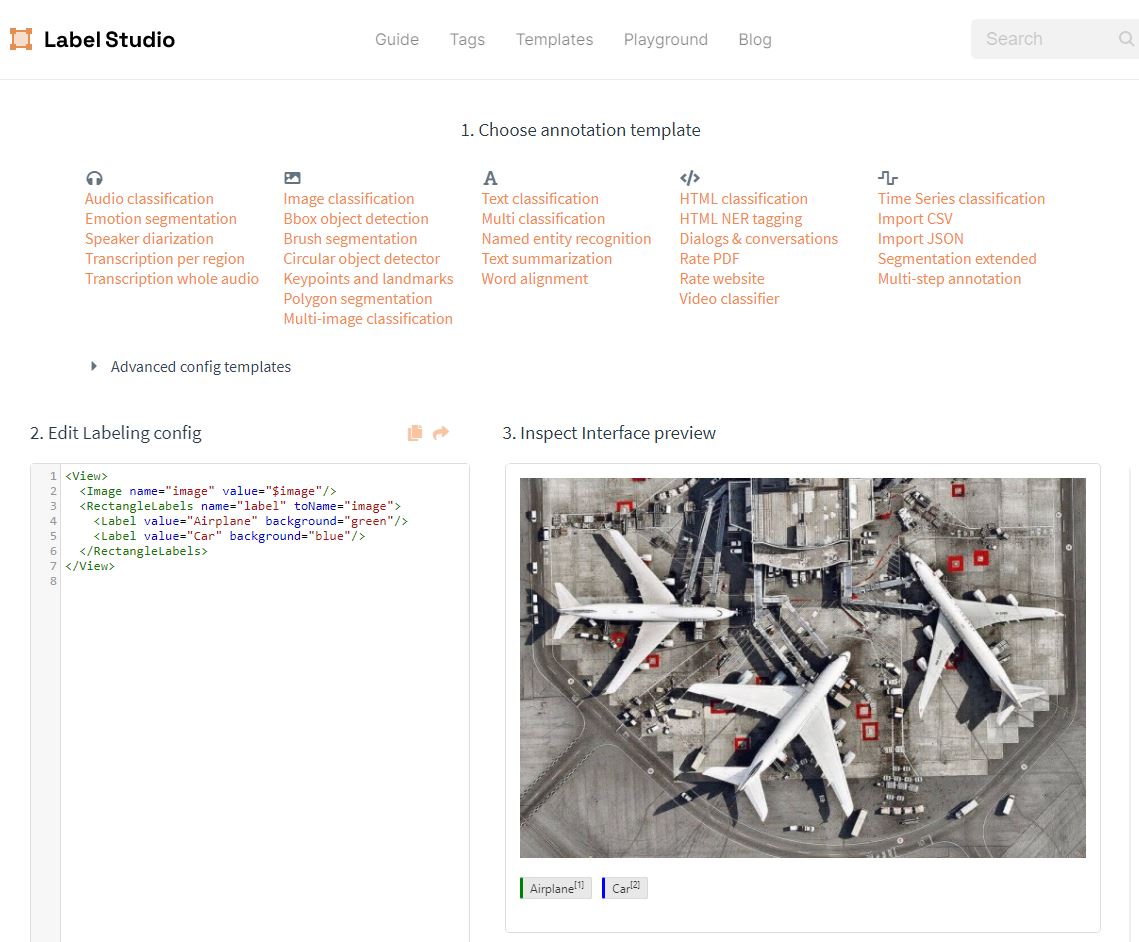 Label Studio
Guide Tags Templates Playground Blog
Search
1. Choose annotation template
Audio classification
Emotion segmentation
Speaker diarization
Transcription per region
Transcription whole audio
Image classification
Bbox object detection
Brush segmentation
Circular object detector
Keypoints and landmarks
Polygon segmentation
Multi-image classification
Text classification
Multi classification
Named entity recognition
Text summarization
Word alignment
HTML classification
HTML NER tagging
Dialogs & conversations
Rate PDF
Rate website
Video classifier
Time Series classification
Import CSV
Import JSON
Segmentation extended
Multi-step annotation
Advanced config templates
2. Edit Labeling config
1 <View>
2 <Image name="image" value="$image"/>
3 <RectangleLabels name="label" toName="image">
4 <Label value="Airplane" background="green"/>
5 <Label value="Car" background="blue"/>
6 </RectangleLabels>
7 </View>
8
3. Inspect Interface preview
Airplane[1] Car[2]